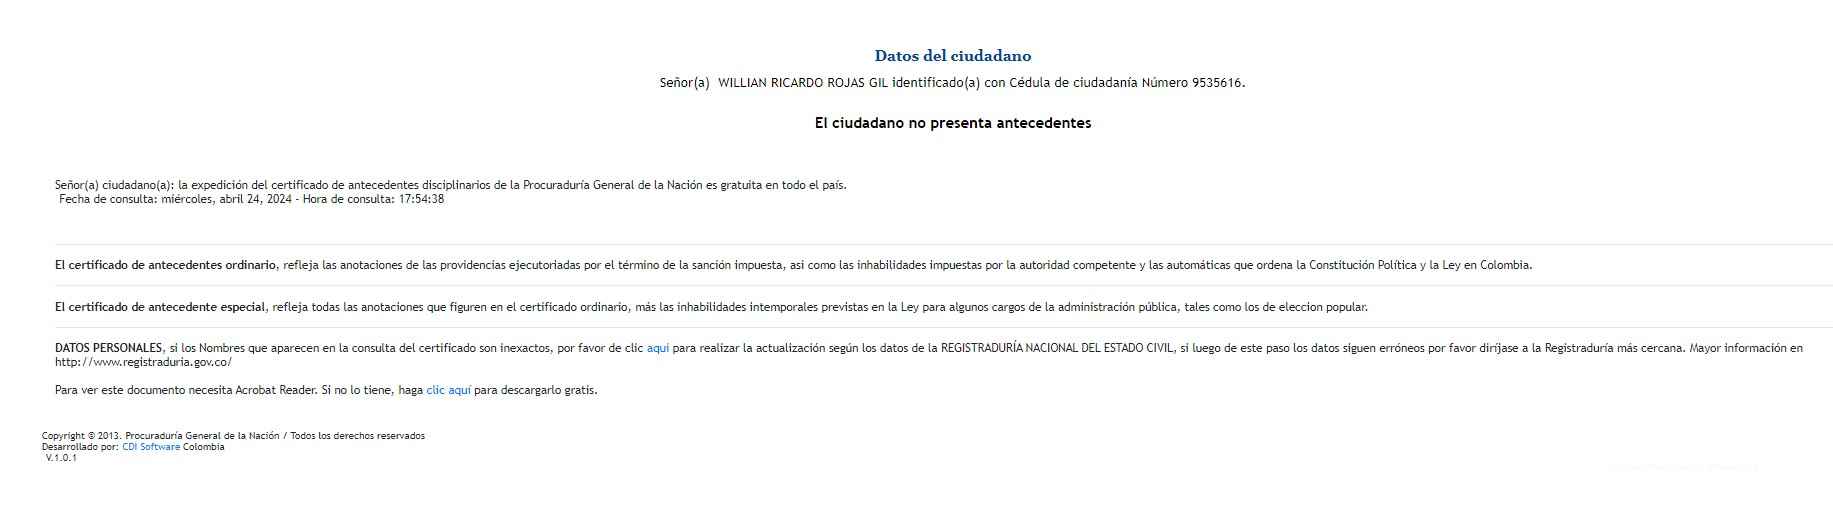 Datos del ciudadano
Señor(a)  WILLIAN RICARDO ROJAS GIL identificado(a) con Cédula de ciudadanía Número 9535616.
El ciudadano no presenta antecedentes
Señor(a) ciudadano(a): la expedición del certificado de antecedentes disciplinarios de la Procuraduría General de la Nación es gratuita en todo el país.
Fecha de consulta: miércoles, abril 24, 2024 - Hora de consulta: 17:54:38
El certificado de antecedentes ordinario, refleja las anotaciones de las providencias ejecutoriadas por el término de la sanción impuesta, asi como las inhabilidades impuestas por la autoridad competente y las automáticas que ordena la Constitución Política y la Ley en Colombia.
El certificado de antecedente especial, refleja todas las anotaciones que figuren en el certificado ordinario, más las inhabilidades intemporales previstas en la Ley para algunos cargos de la administración pública, tales como los de eleccion popular.
DATOS PERSONALES, si los Nombres que aparecen en la consulta del certificado son inexactos, por favor de clic aqui para realizar la actualización según los datos de la REGISTRADURÍA NACIONAL DEL ESTADO CIVIL, si luego de este paso los datos siguen erróneos por favor diríjase a la Registraduría más cercana. Mayor información en
http://www.registraduria.gov.co/
Para ver este documento necesita Acrobat Reader. Si no lo tiene, haga clic aquí para descargarlo gratis.
Copyright © 2013. Procuraduría General de la Nación / Todos los derechos reservados
Desarrollado por: CDI Software Colombia
V.1.0.1